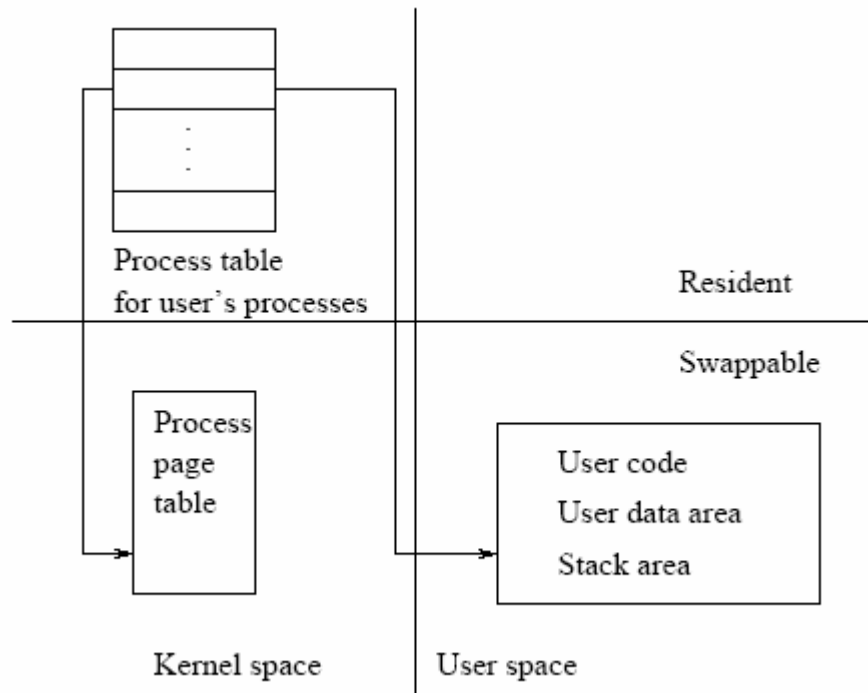 Process table
for user's processes
Resident
Swappable
Process
page
table
User code
User data area
Stack area
Kernel space
User space